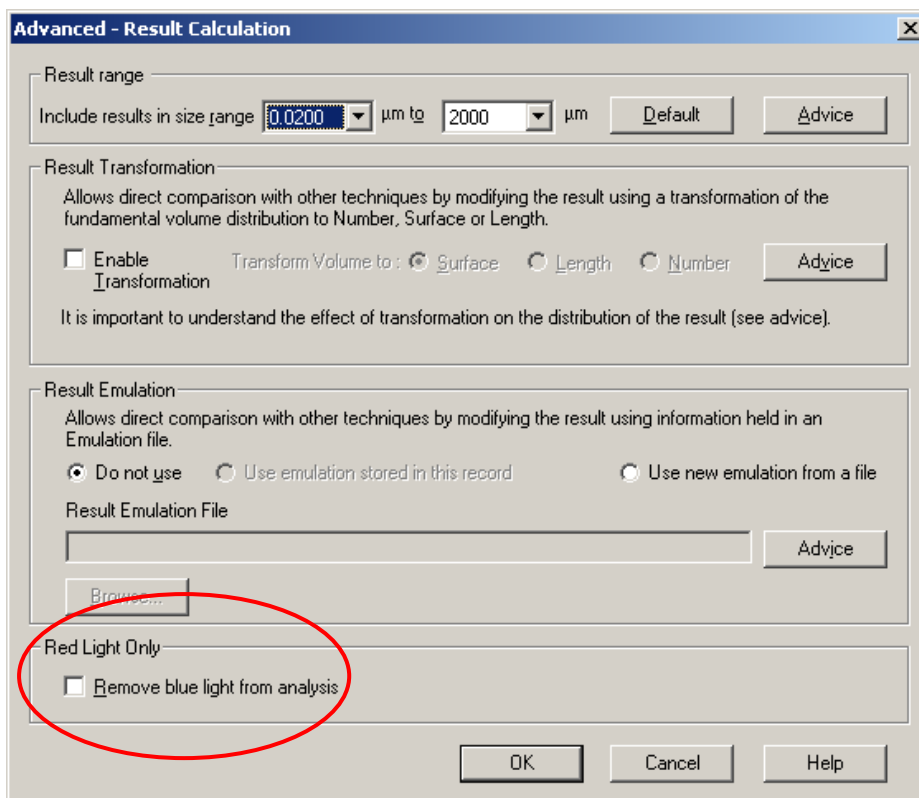 Advanced - Result Calculation
Result range
Include results in size range 0.0200 µm to 2000 µm Default Advice
Result Transformation
Allows direct comparison with other techniques by modifying the result using a transformation of the
fundamental volume distribution to Number, Surface or Length.
Enable Transform Volume to : Surface Length Number Advice
Transformation
It is important to understand the effect of transformation on the distribution of the result (see advice).
Result Emulation
Allows direct comparison with other techniques by modifying the result using information held in an
Emulation file.
Do not use Use emulation stored in this record Use new emulation from a file
Result Emulation File
Advice
Browse...
Red Light Only
Remove blue light from analysis
OK Cancel Help